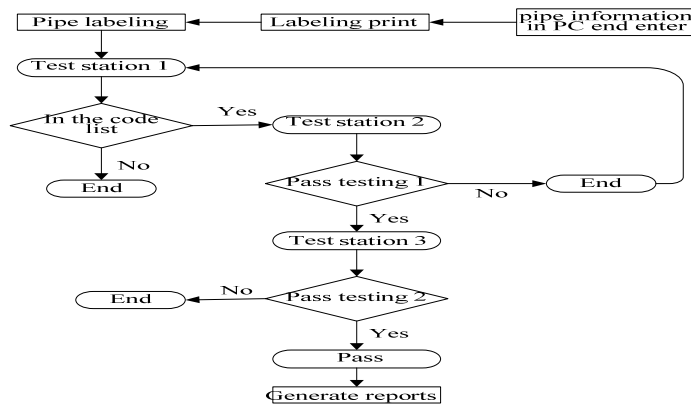 Pipe labeling
Labeling print
pipe information
in PC end enter
Test station 1
In the code
list
Yes
Test station 2
No
End
Pass testing 1
No
End
Yes
Test station 3
End
No
Pass testing 2
Yes
Pass
Generate reports